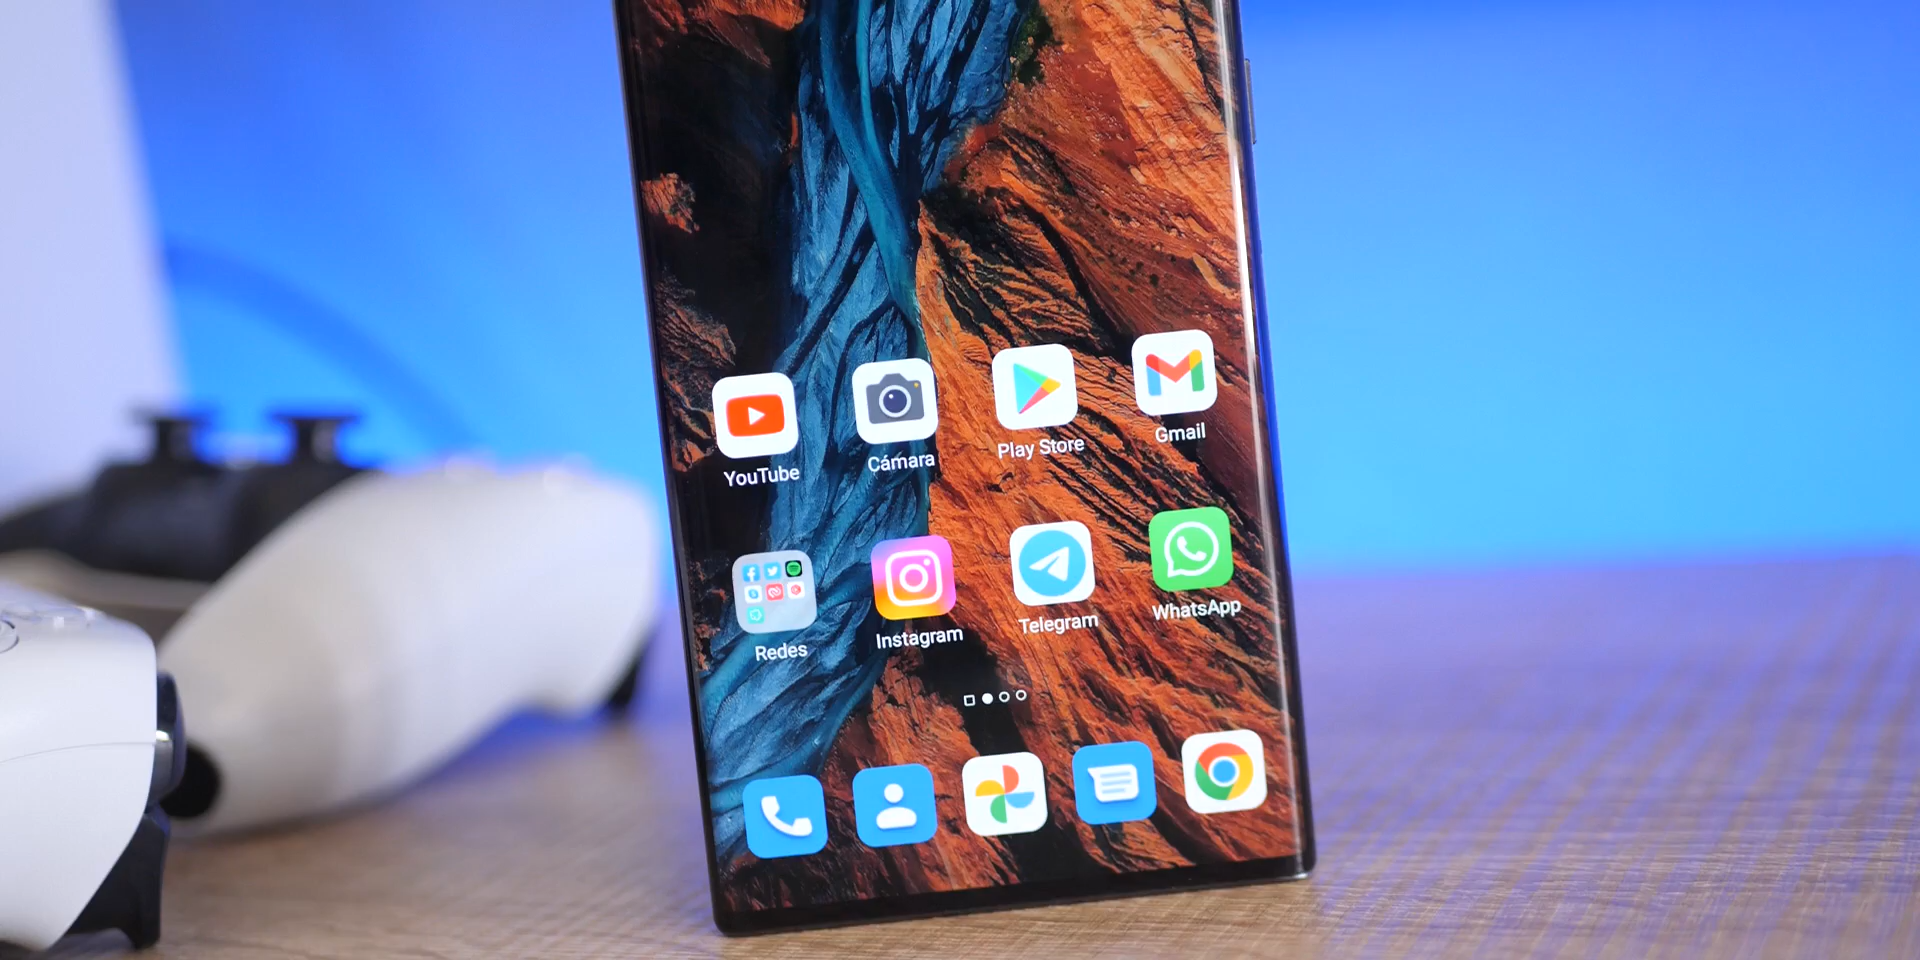 YouTube
Cámara
Play Store
Gmail
Redes
Instagram
Telegram
WhatsApp